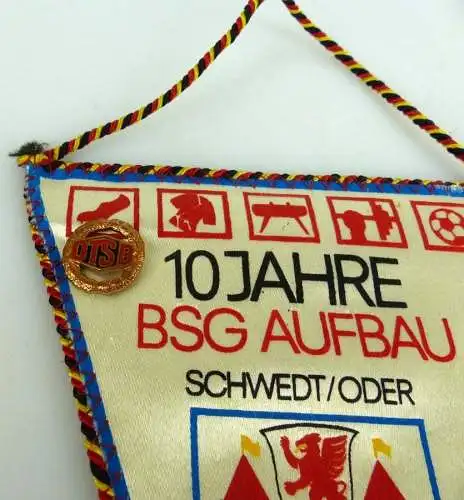 DTSB
10 JAHRE
BSG AUFBAU
SCHWEDT/ODER